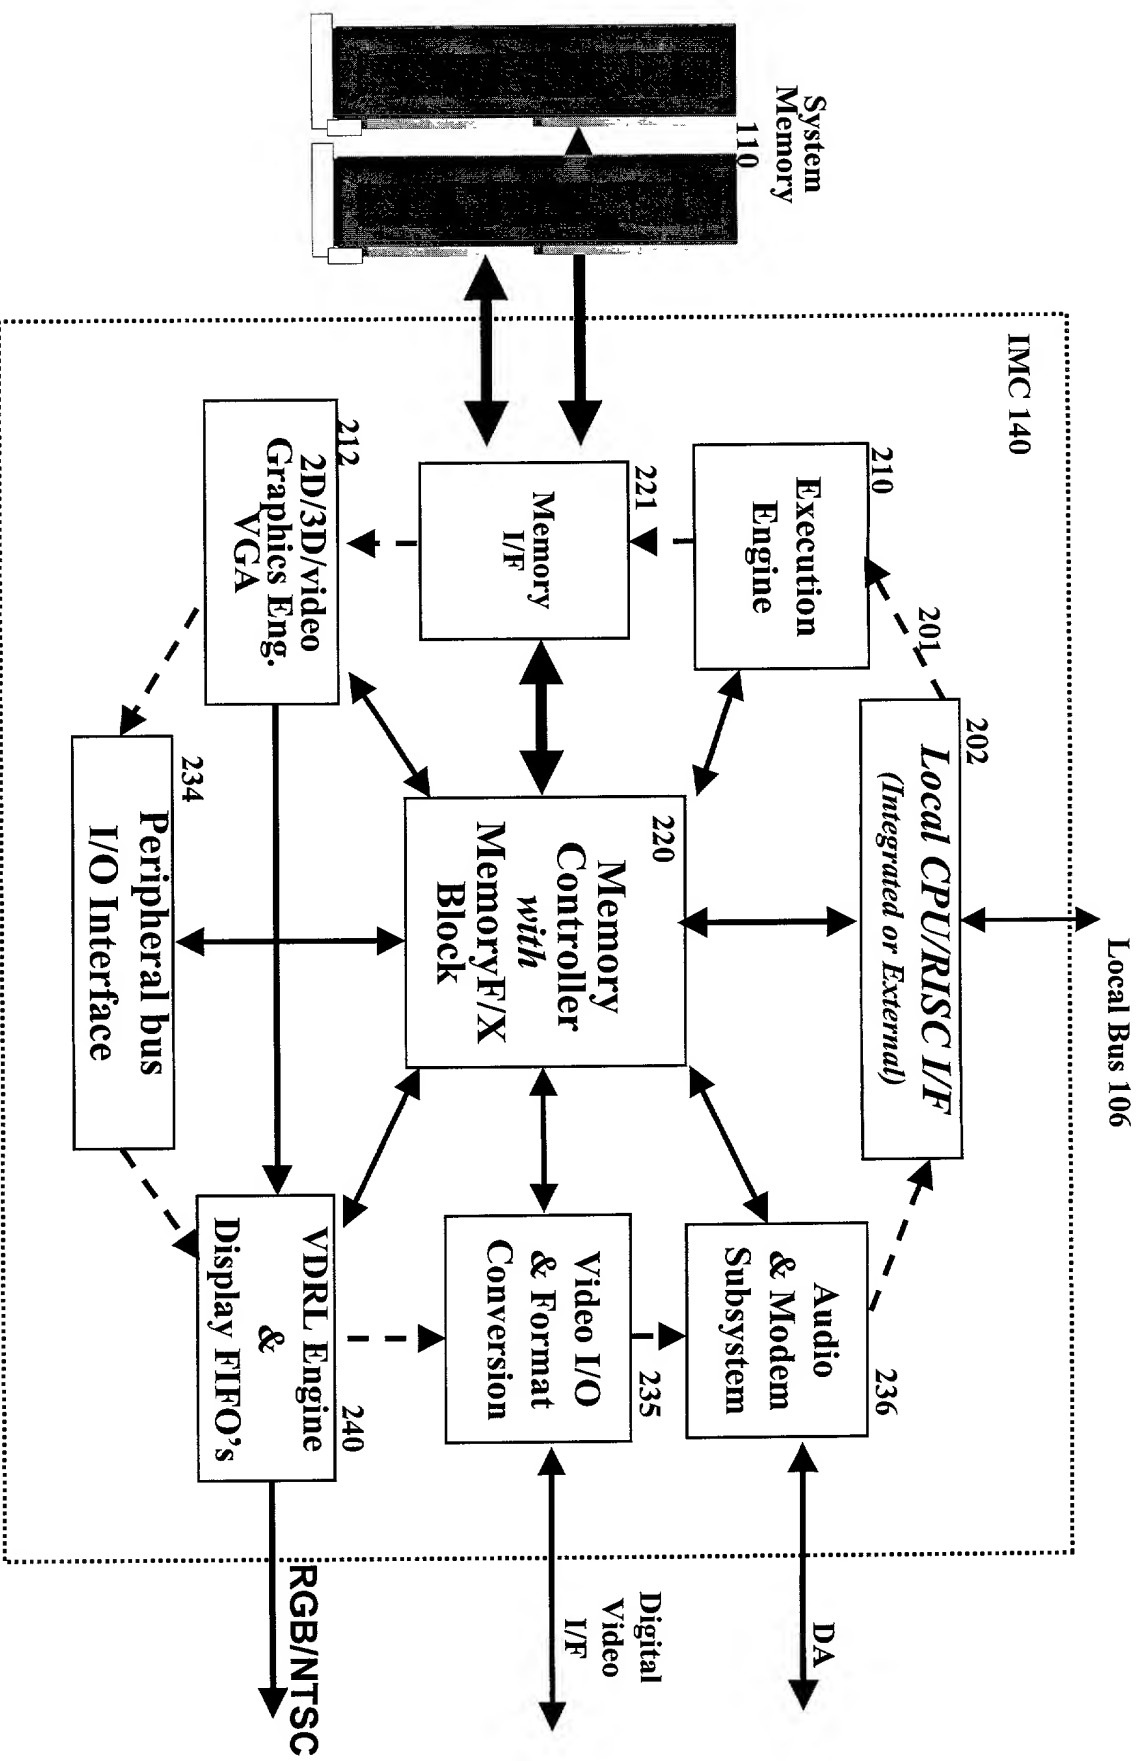 Local Bus 106
IMC 140
System
Memory
110
201
202
Local CPU/RISC I/F
(Integrated or External)
210
Execution
Engine
236
Audio
& Modem
Subsystem
DA
221
Memory
I/F
220
Memory
Controller
with
MemoryF/X
Block
235
Video I/O
& Format
Conversion
Digital
Video
I/F
212
2D/3D/video
Graphics Eng.
VGA
240
VDRL Engine
&
Display FIFO's
RGB/NTSC
234
Peripheral bus
I/O Interface